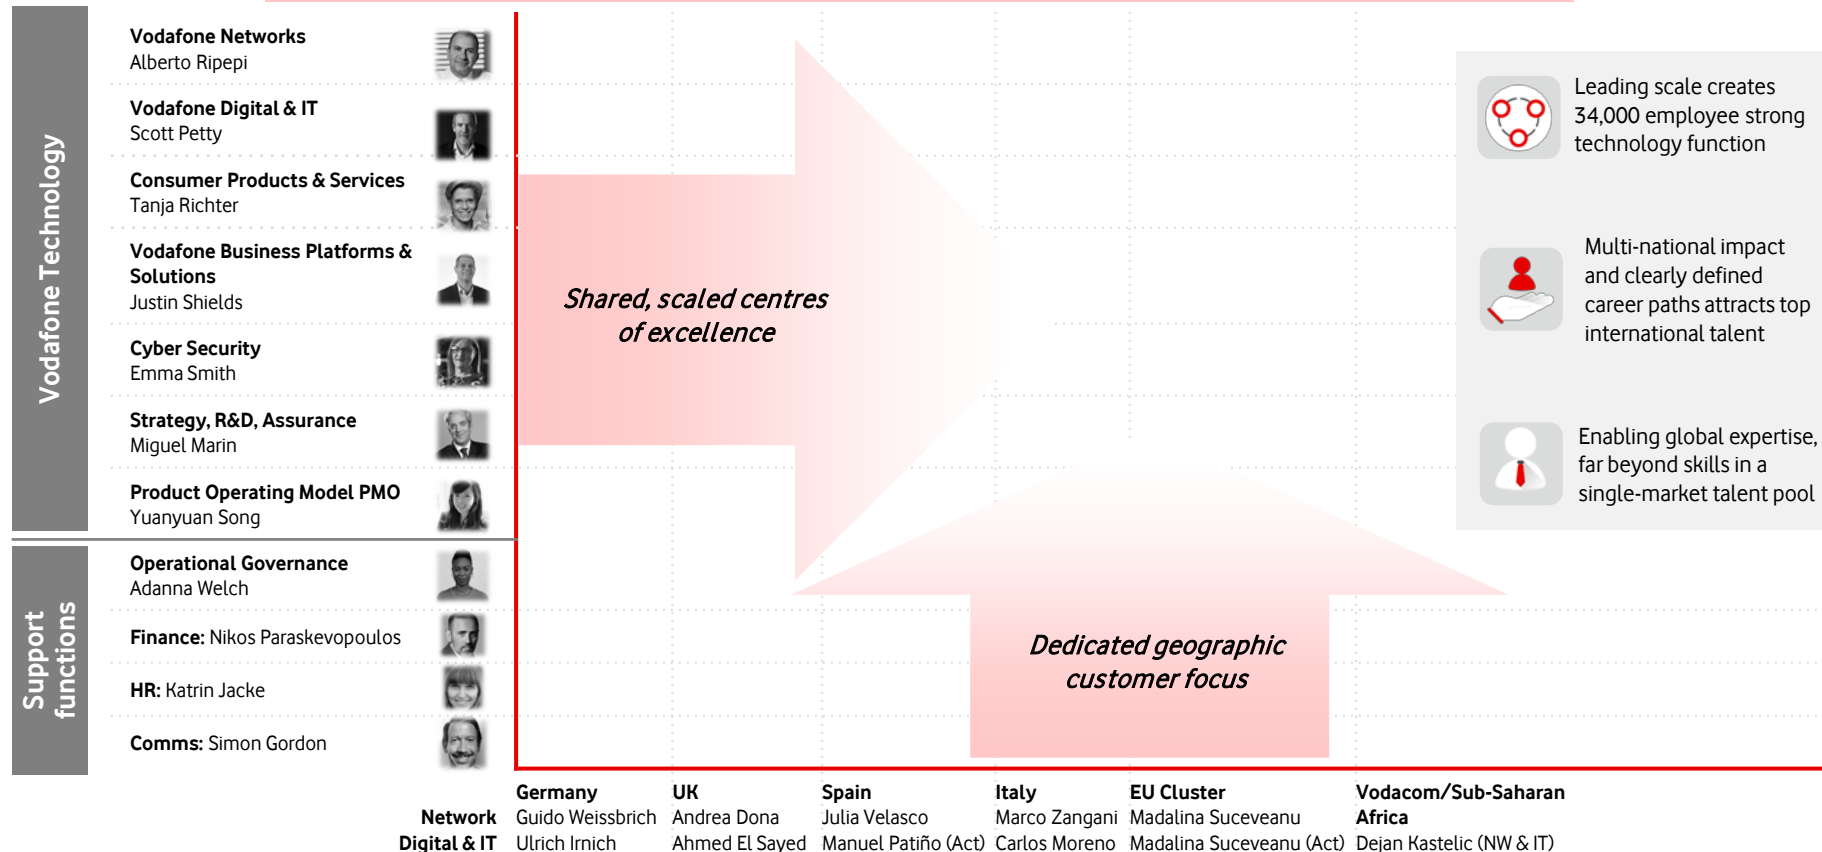 Vodafone Technology
Vodafone Networks
Alberto Ripepi
Vodafone Digital & IT
Scott Petty
Consumer Products & Services
Tanja Richter
Vodafone Business Platforms &
Solutions
Justin Shields
Cyber Security
Emma Smith
Strategy, R&D, Assurance
Miguel Marin
Product Operating Model PMO
Yuanyuan Song
Support
functions
Operational Governance
Adanna Welch
Finance: Nikos Paraskevopoulos
HR: Katrin Jacke
Comms: Simon Gordon
Shared, scaled centres
of excellence
Dedicated geographic
customer focus
Leading scale creates
34,000 employee strong
technology function
Multi-national impact
and clearly defined
career paths attracts top
international talent
Enabling global expertise,
far beyond skills in a
single-market talent pool
Germany UK Spain Italy EU Cluster Vodacom/Sub-Saharan
Network Guido Weissbrich Andrea Dona Julia Velasco Marco Zangani Madalina Suceveanu Africa
Digital & IT Ulrich Irnich Ahmed El Sayed Manuel Patiño (Act) Carlos Moreno Madalina Suceveanu (Act) Dejan Kastelic (NW & IT)